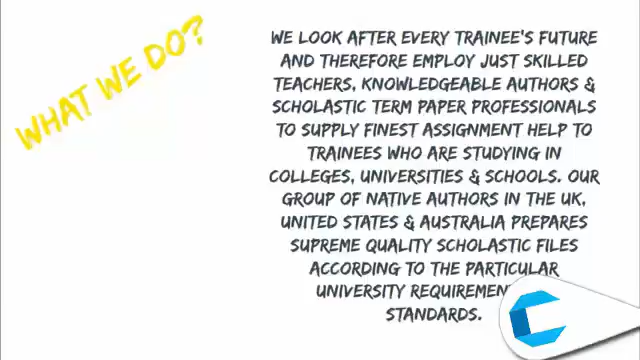 WHAT WE DO?
WE LOOK AFTER EVERY TRAINEE'S FUTURE
AND THEREFORE EMPLOY JUST SKILLED
TEACHERS, KNOWLEDGEABLE AUTHORS &
SCHOLASTIC TERM PAPER PROFESSIONALS
TO SUPPLY FINEST ASSIGNMENT HELP TO
TRAINEES WHO ARE STUDYING IN
COLLEGES, UNIVERSITIES & SCHOOLS. OUR
GROUP OF NATIVE AUTHORS IN THE UK,
UNITED STATES & AUSTRALIA PREPARES
SUPREME QUALITY SCHOLASTIC FILES
ACCORDING TO THE PARTICULAR
UNIVERSITY
STANDARDS.